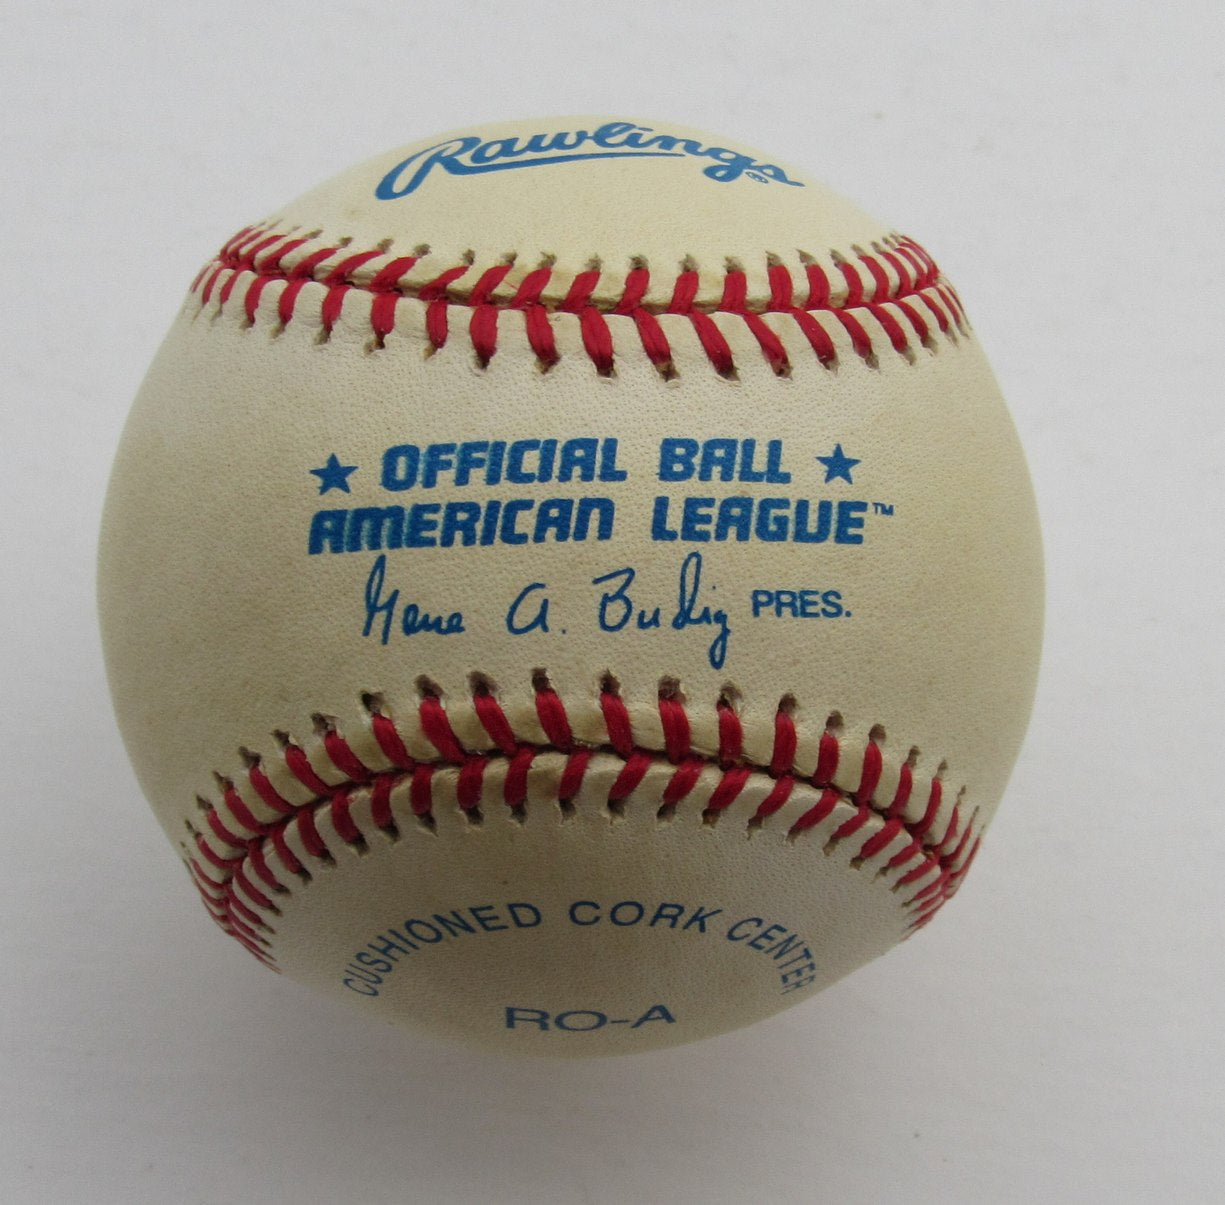 Rawlings®
★ OFFICIAL BALL ★
AMERICAN LEAGUE™
Gene A. Budig PRES.
CUSHIONED CORK CENTER
RO-A